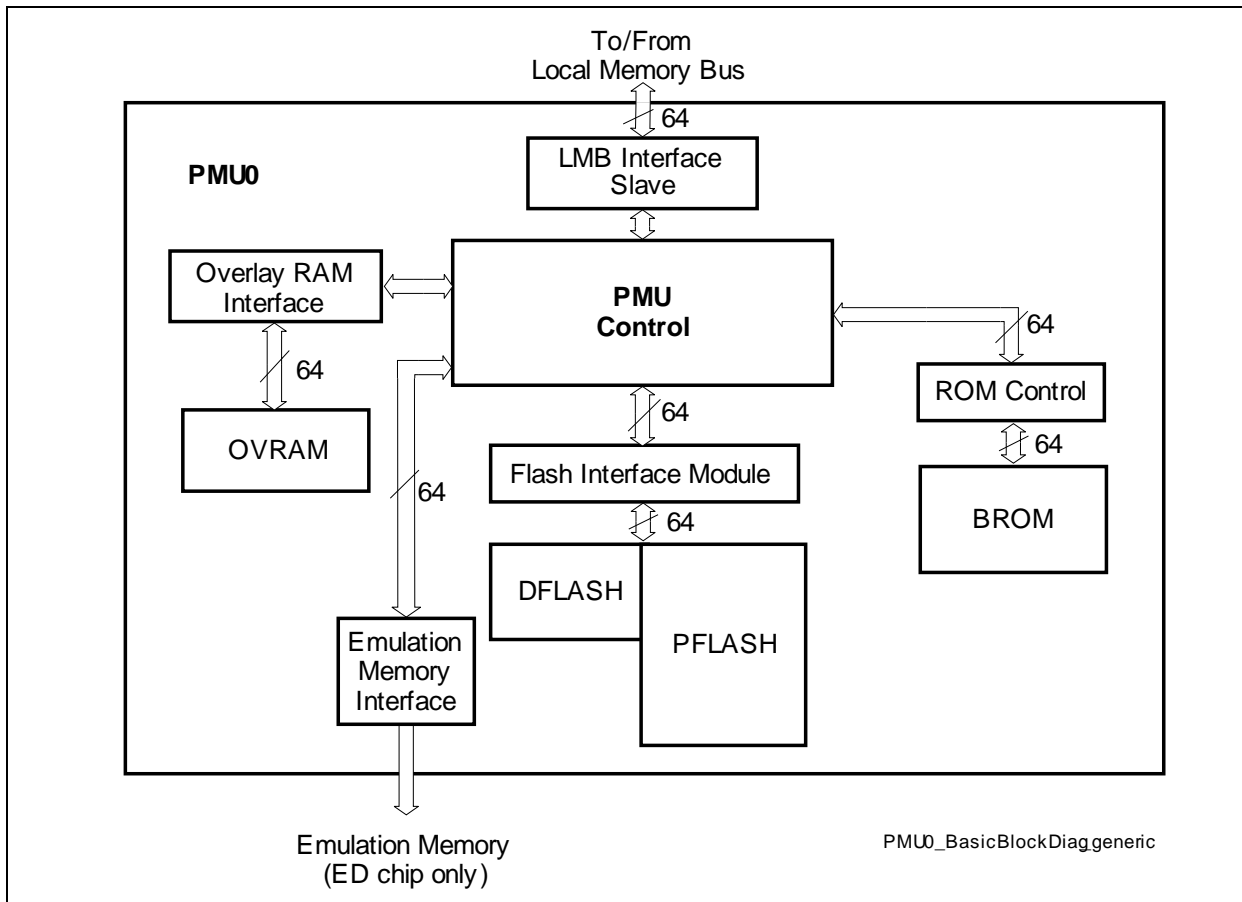 To/From
Local Memory Bus
64
PMU0
LMB Interface
Slave
Overlay RAM
Interface
PMU
Control
64
64
64
ROM Control
OVRAM
64
Flash Interface Module
64
BROM
64
DFLASH
PFLASH
Emulation
Memory
Interface
Emulation Memory
(ED chip only)
PMU0_BasicBlockDiag.generic